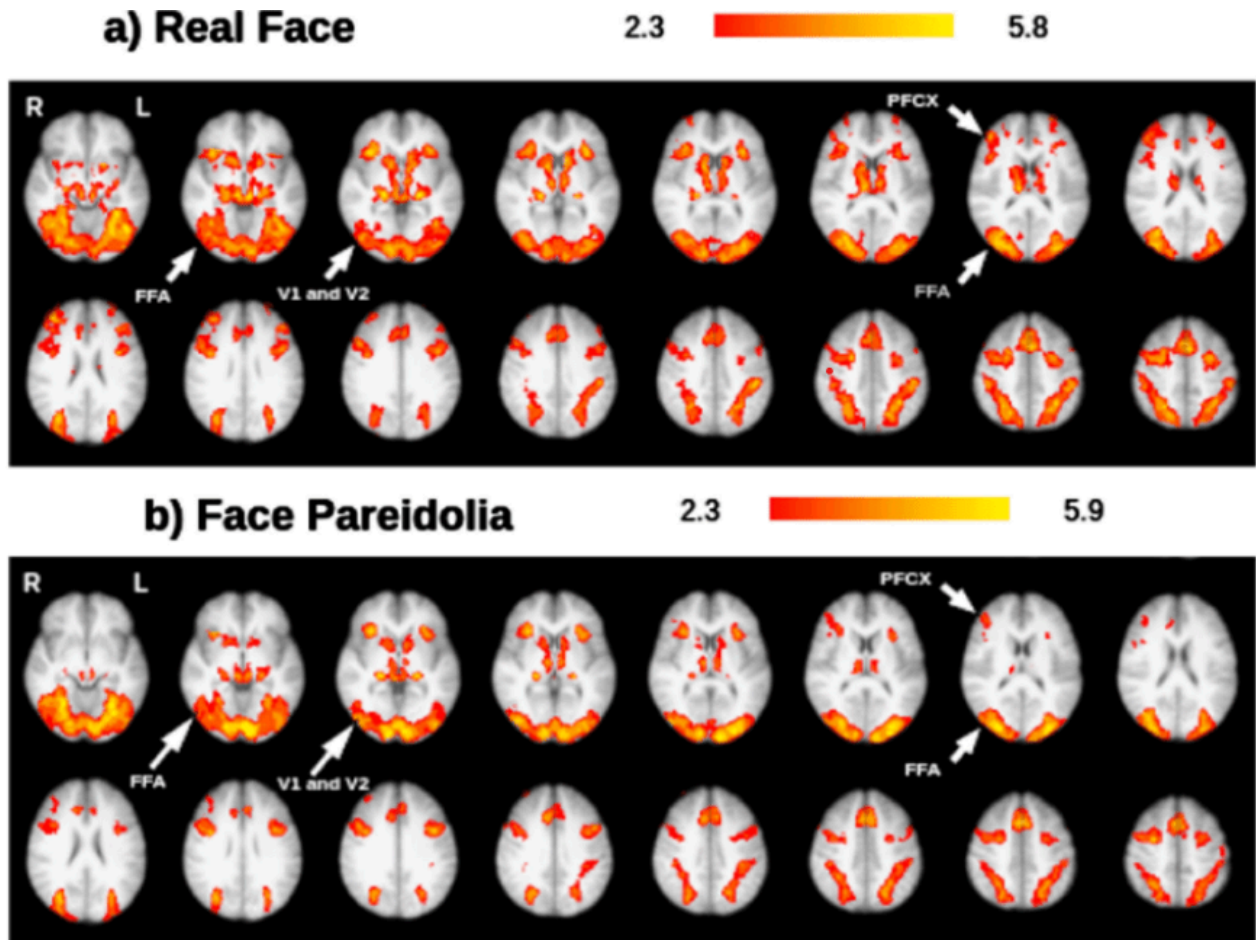 a) Real Face 2.3 5.8
R L PFCX
FFA V1 and V2 FFA
b) Face Pareidolia 2.3 5.9
R L PFCX
FFA V1 and V2 FFA